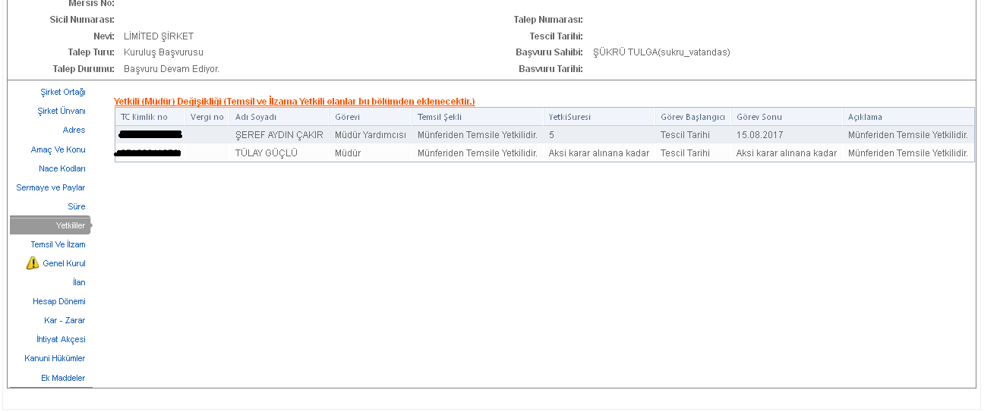 Mersis No:
Sicil Numarası: Talep Numarası:
Nevi: LİMİTED ŞİRKET Tescil Tarihi:
Talep Turu: Kuruluş Başvurusu Başvuru Sahibi: ŞÜKRÜ TULGA(sukru_vatandas)
Talep Durumu: Başvuru Devam Ediyor. Basvuru Tarihi:
Şirket Ortağı
Şirket Ünvanı
Adres
Amaç Ve Konu
Nace Kodları
Sermaye ve Paylar
Süre
Yetkililer
Temsil Ve İlzam
Genel Kurul
İlan
Hesap Dönemi
Kar - Zarar
İhtiyat Akçesi
Kanuni Hükümler
Ek Maddeler
Yetkili (Müdür) Değişikliği (Temsil ve İlzama Yetkili olanlar bu bölümden eklenecektir.)
TC Kimlik no Vergi no Adı Soyadı Görevi Temsil Şekli YetkiSuresi Görev Başlangıcı Görev Sonu Açıklama
ŞEREF AYDIN ÇAKIR Müdür Yardımcısı Münferiden Temsile Yetkilidir. 5 Tescil Tarihi 15.08.2017 Münferiden Temsile Yetkilidir.
TÜLAY GÜÇLÜ Müdür Münferiden Temsile Yetkilidir. Aksi karar alınana kadar Tescil Tarihi Aksi karar alınana kadar Münferiden Temsile Yetkilidir.